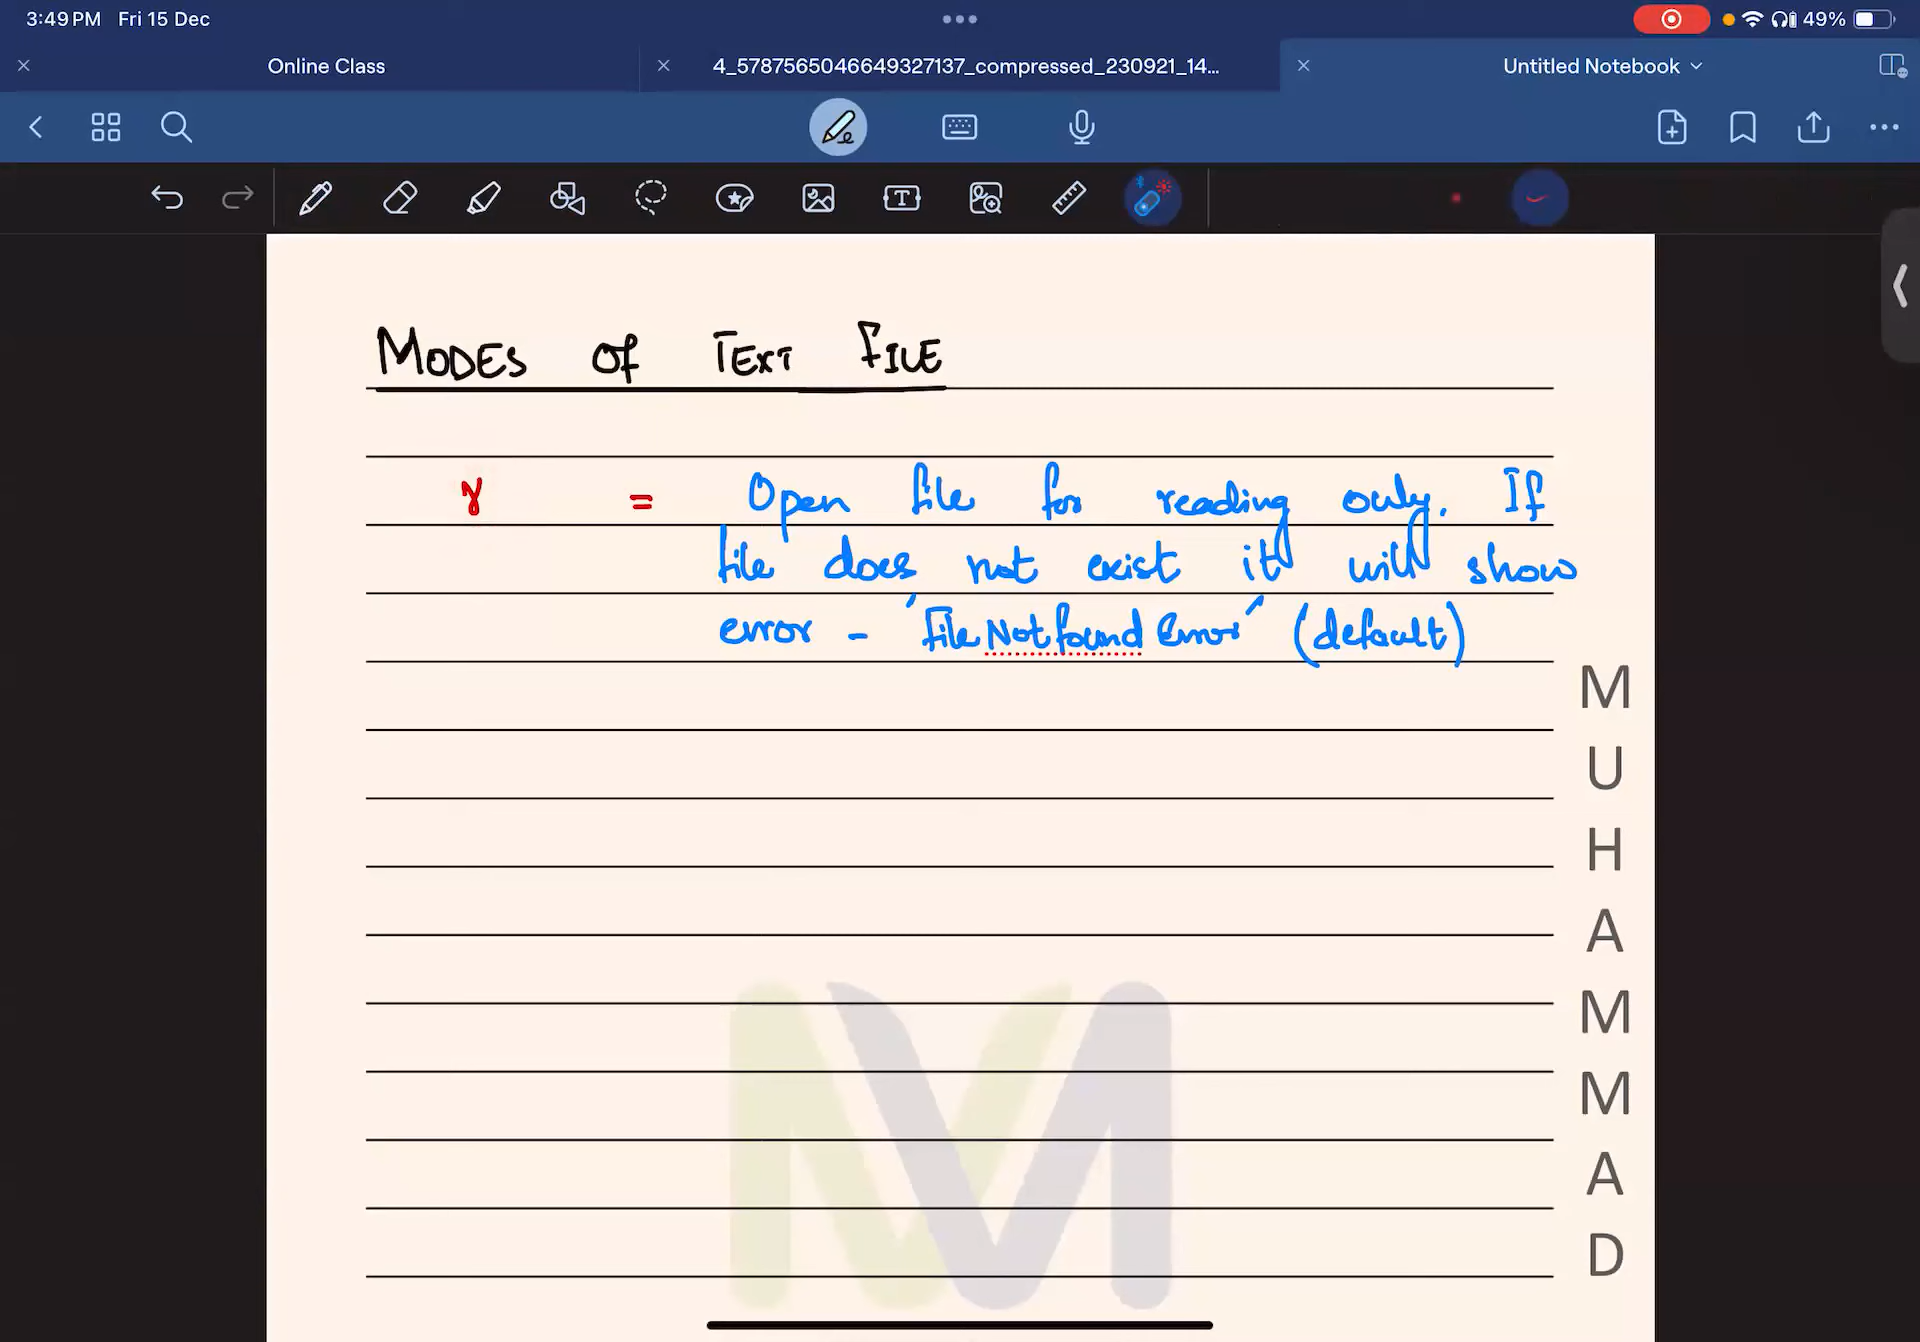 3:49 PM Fri 15 Dec 49%
Online Class 4_5787565046649327137_compressed_230921_14... Untitled Notebook
MODES OF TEXT FILE
r = Open file for reading only. If
file does not exist it will show
error - 'FileNotFoundError' (default)
M
U
H
A
M
M
A
D